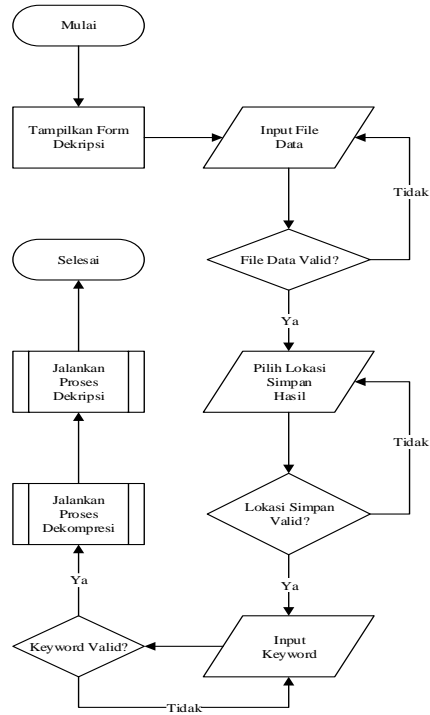 Mulai
Tampilkan Form
Dekripsi
Input File
Data
Tidak
File Data Valid?
Ya
Pilih Lokasi
Simpan
Hasil
Tidak
Lokasi Simpan
Valid?
Ya
Input
Keyword
Keyword Valid?
Tidak
Ya
Jalankan
Proses
Dekompresi
Jalankan
Proses
Dekripsi
Selesai